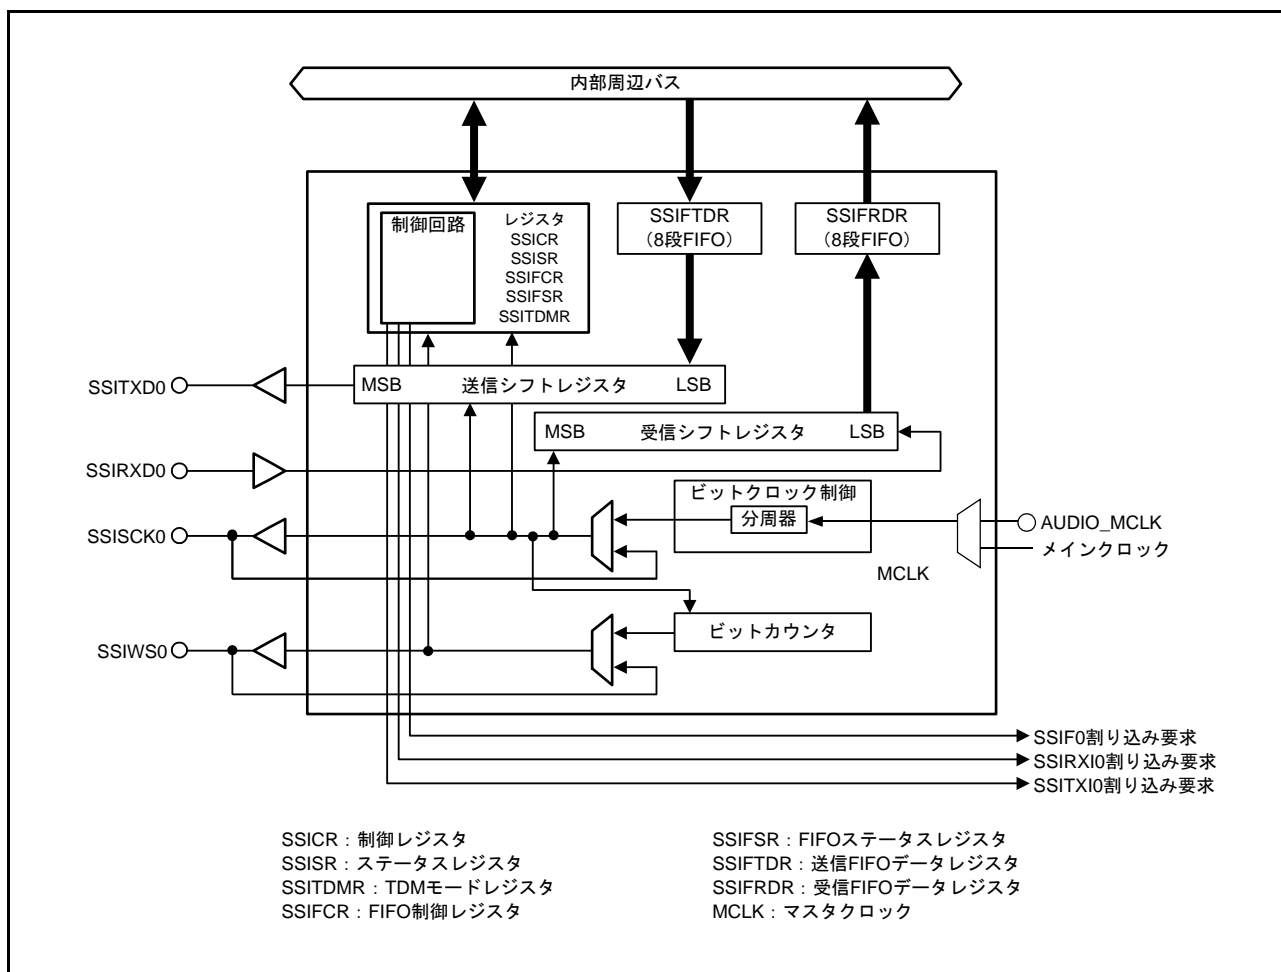 内部周辺バス
制御回路
レジスタ
SSICR
SSISR
SSIFCR
SSIFSR
SSITDMR
SSIFTDR
（8段FIFO）
SSIFRDR
（8段FIFO）
SSITXD0
MSB 送信シフトレジスタ LSB
MSB 受信シフトレジスタ LSB
SSIRXD0
ビットクロック制御
分周器
SSISCK0
AUDIO_MCLK
メインクロック
MCLK
ビットカウンタ
SSIWS0
SSIF0割り込み要求
SSIRXI0割り込み要求
SSITXI0割り込み要求
SSICR：制御レジスタ
SSISR：ステータスレジスタ
SSITDMR：TDMモードレジスタ
SSIFCR：FIFO制御レジスタ
SSIFSR：FIFOステータスレジスタ
SSIFTDR：送信FIFOデータレジスタ
SSIFRDR：受信FIFOデータレジスタ
MCLK：マスタクロック